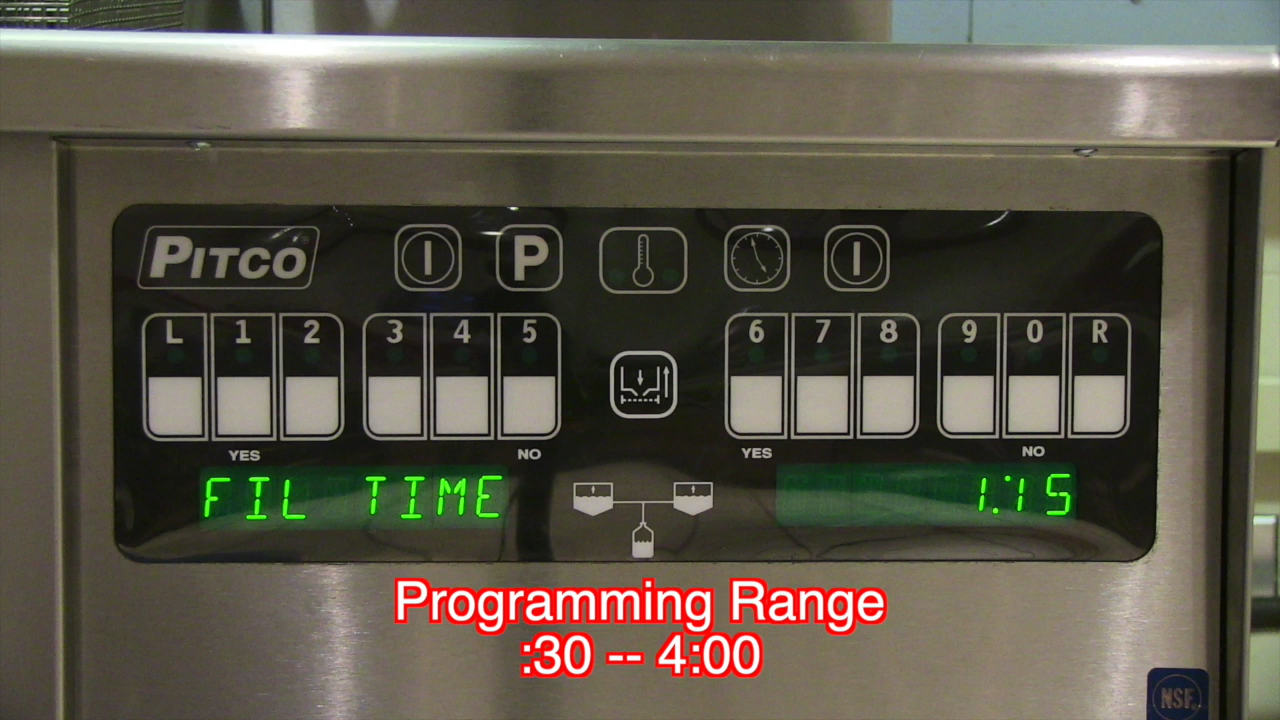 PITCO
P
L 1 2 3 4 5 6 7 8 9 0 R
YES NO YES NO
FIL TIME 1:15
Programming Range
:30 -- 4:00
NSF